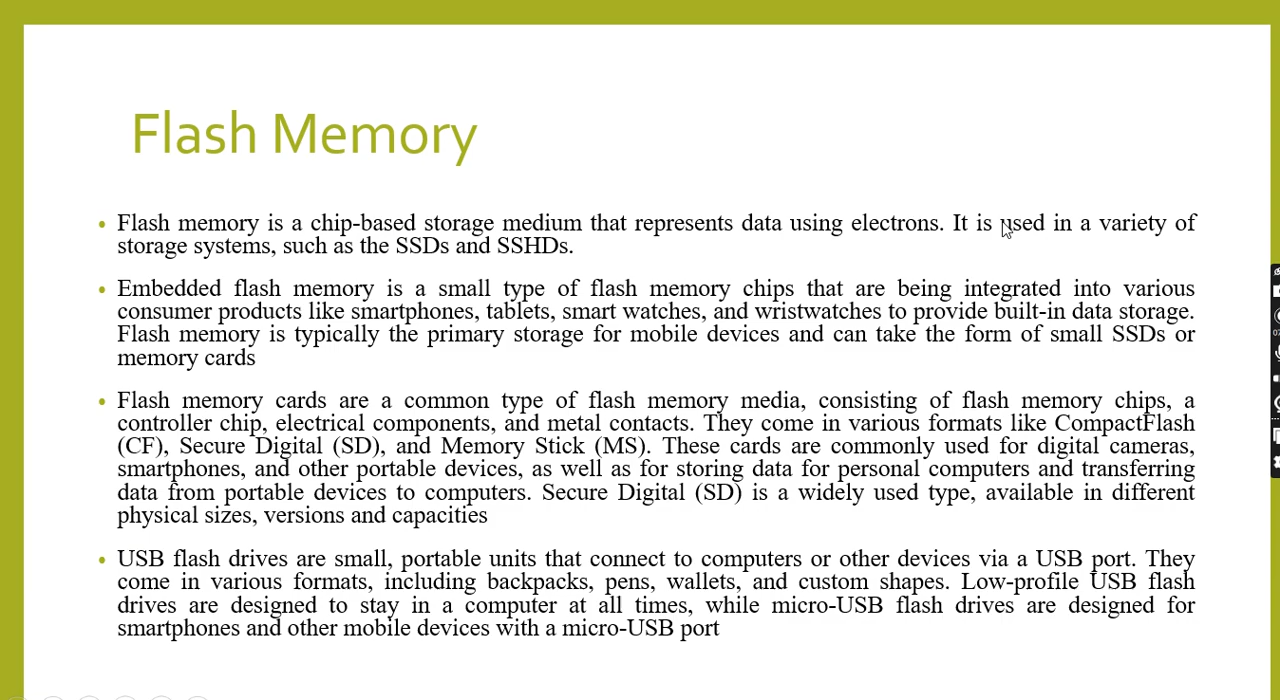 Flash Memory
• Flash memory is a chip-based storage medium that represents data using electrons. It is used in a variety of
storage systems, such as the SSDs and SSHDs.
• Embedded flash memory is a small type of flash memory chips that are being integrated into various
consumer products like smartphones, tablets, smart watches, and wristwatches to provide built-in data storage.
Flash memory is typically the primary storage for mobile devices and can take the form of small SSDs or
memory cards
• Flash memory cards are a common type of flash memory media, consisting of flash memory chips, a
controller chip, electrical components, and metal contacts. They come in various formats like CompactFlash
(CF), Secure Digital (SD), and Memory Stick (MS). These cards are commonly used for digital cameras,
smartphones, and other portable devices, as well as for storing data for personal computers and transferring
data from portable devices to computers. Secure Digital (SD) is a widely used type, available in different
physical sizes, versions and capacities
• USB flash drives are small, portable units that connect to computers or other devices via a USB port. They
come in various formats, including backpacks, pens, wallets, and custom shapes. Low-profile USB flash
drives are designed to stay in a computer at all times, while micro-USB flash drives are designed for
smartphones and other mobile devices with a micro-USB port